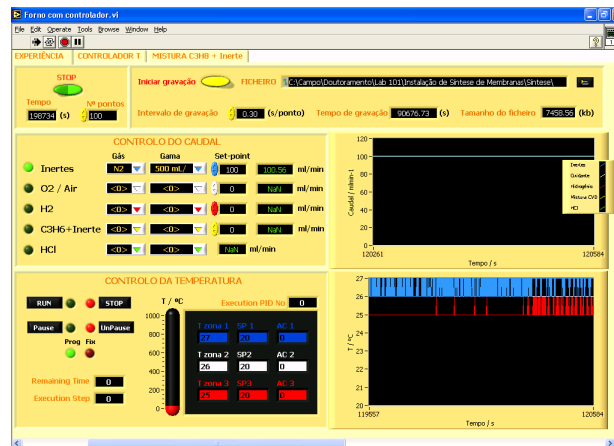 Forno com controlador.vi
File Edit Operate Tools Browse Window Help
EXPERIÊNCIA CONTROLADOR T MISTURA C3H8 + Inerte
STOP
Iniciar gravação FICHEIRO C:\Campo\Doutoramento\Lab 101\Instalação de Síntese de Membranas\Síntese\
Tempo Nº pontos
198734 (s) 100
Intervalo de gravação 0.30 (s/ponto) Tempo de gravação 90676.73 (s) Tamanho do ficheiro 7458.56 (kb)
CONTROLO DO CAUDAL
Gás Gama Set-point
Inertes N2 500 mL/ 100 100.56 ml/min
O2 / Air <0> <0> 0 NaN ml/min
H2 <0> <0> 0 NaN ml/min
C3H6+Inerte <0> <0> 0 NaN ml/min
HCl <0> <0> NaN ml/min
Caudal / mlmin-1
120
100
80
60
40
20
0
120261 120584
Tempo / s
Inertes
Oxidante
Hidrogénio
Mistura CVD
HCl
CONTROLO DA TEMPERATURA
RUN STOP
Pause UnPause
Prog Fix
Remaining Time 0
Execution Step 0
T / ºC
1000
800
600
400
200
0
Execution PID No 0
T zona 1 SP 1 AC 1
27 20 0
T zona 2 SP2 AC 2
26 20 0
T zona 3 SP3 AC 3
25 20 0
T / °C
27
26
25
24
23
22
21
20
119557 120584
Tempo / s